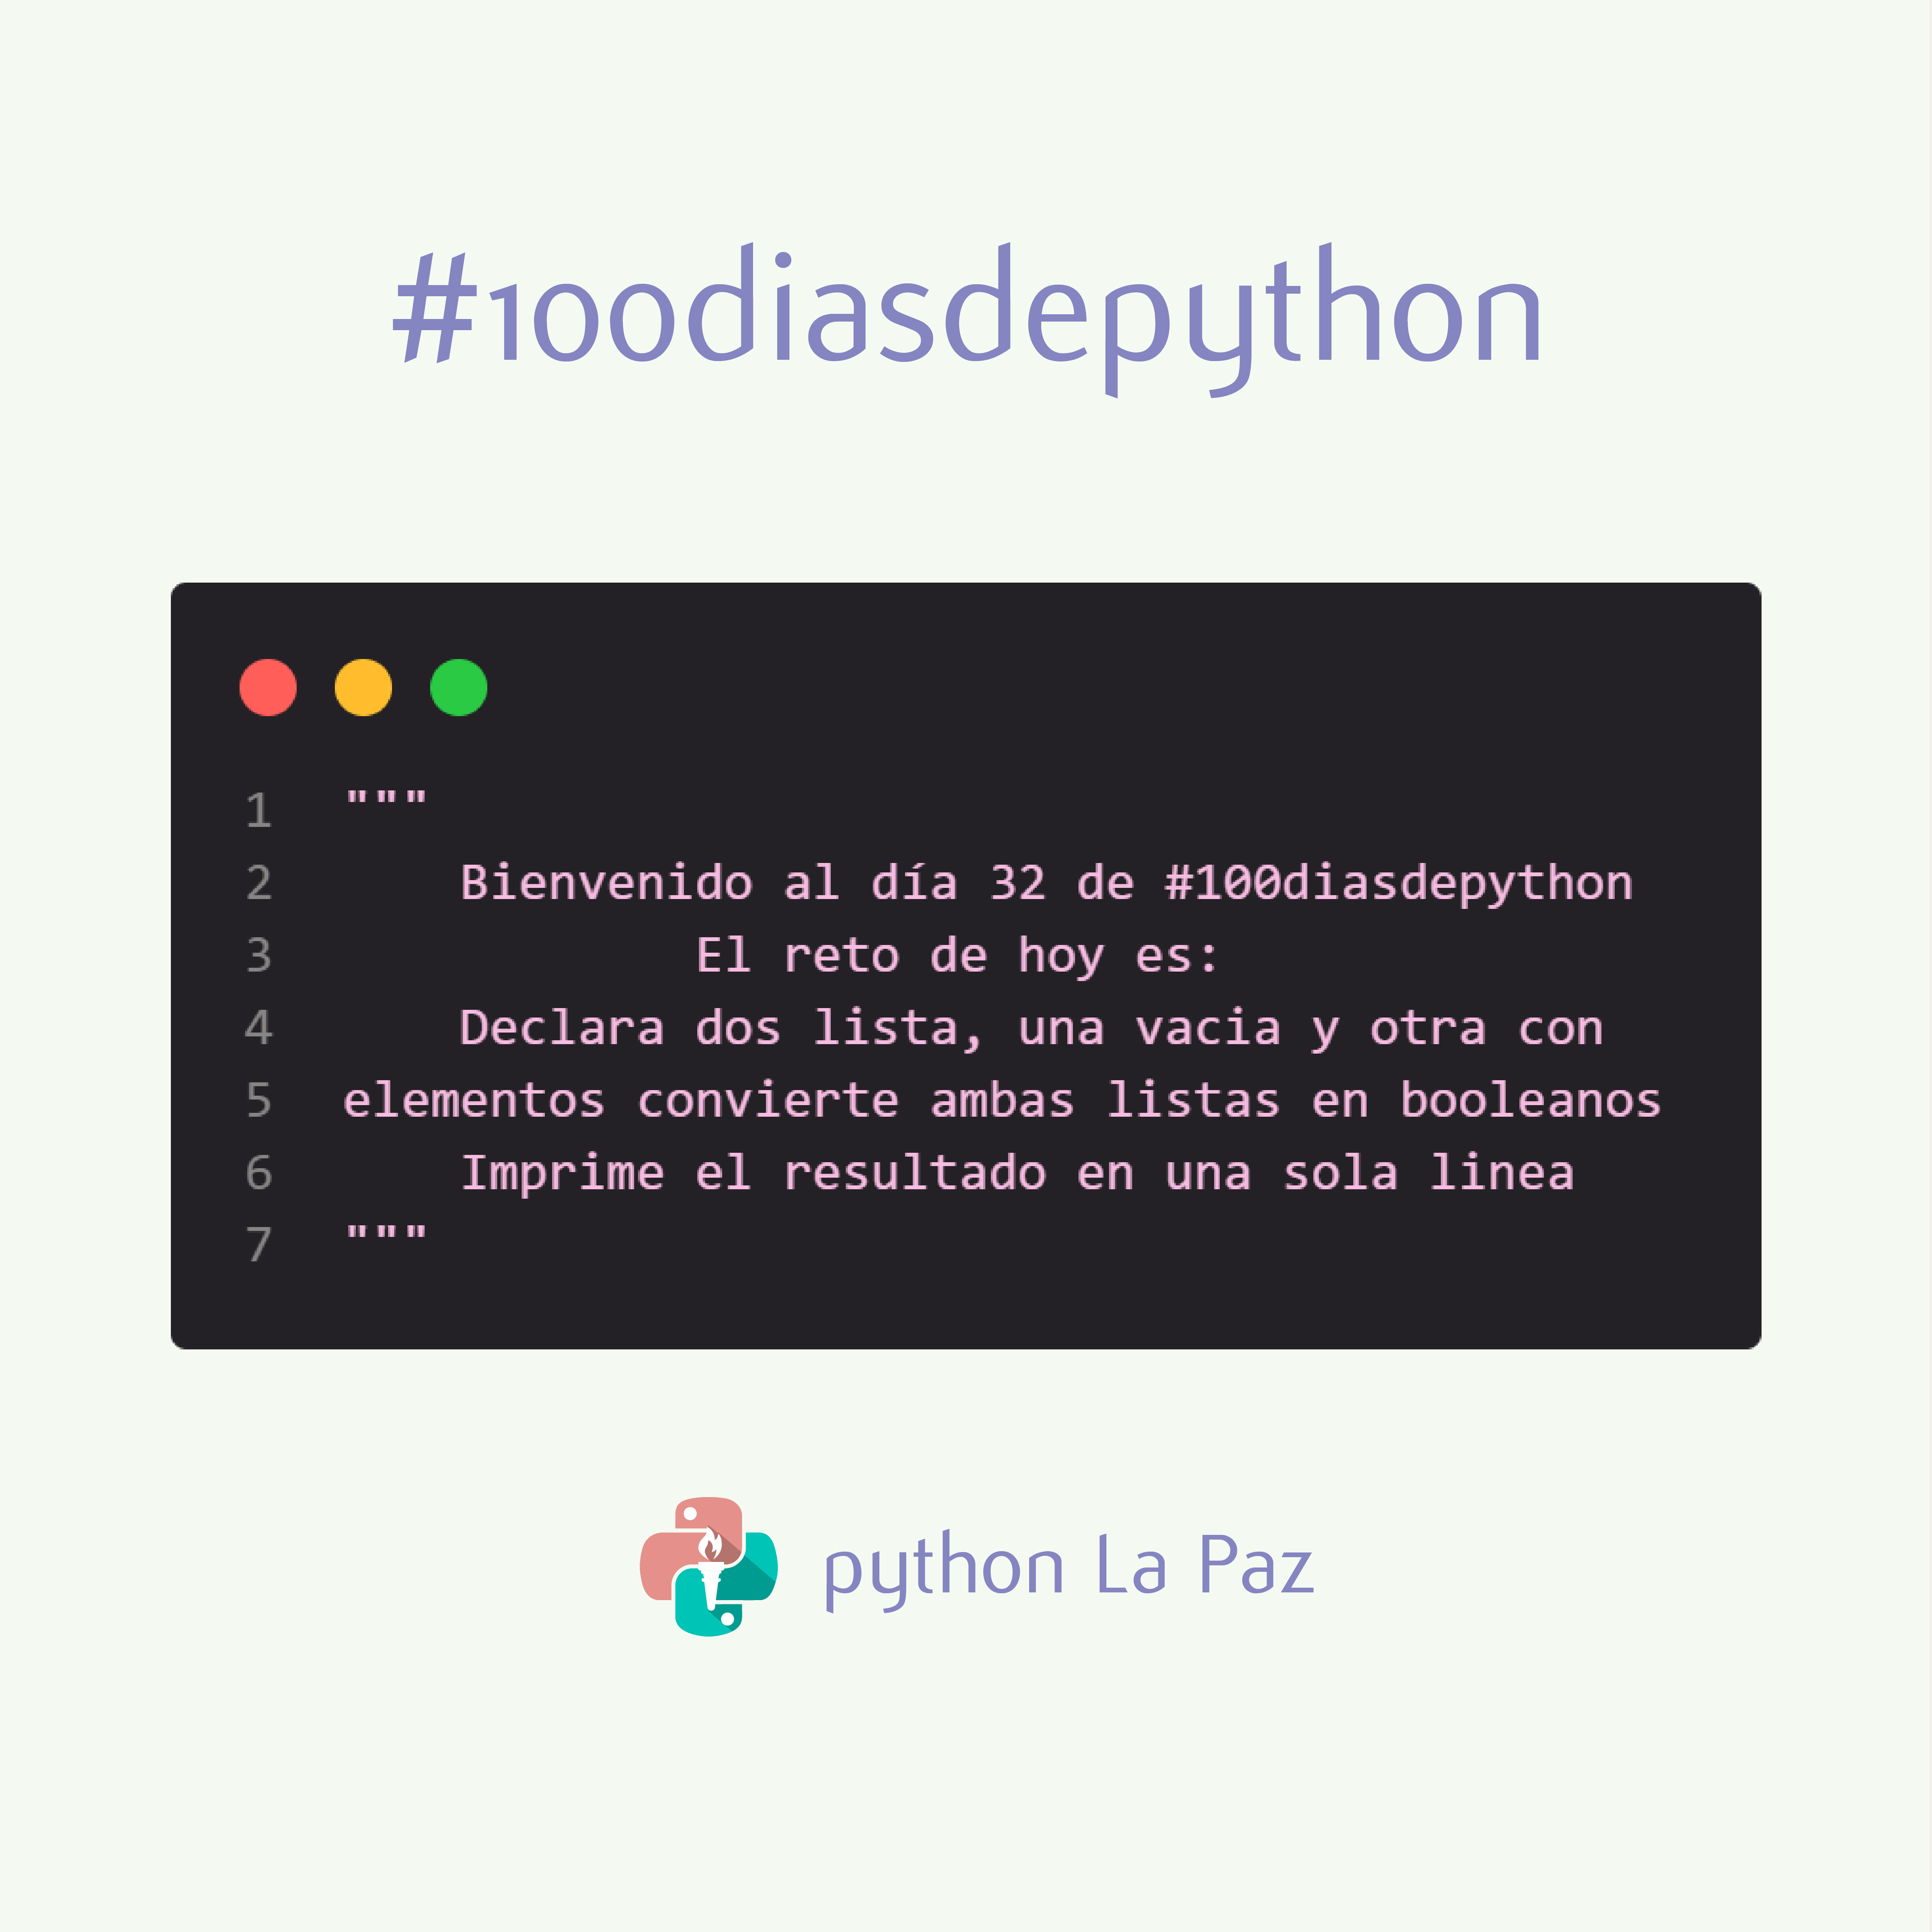 #100diasdepython
1 """
2 Bienvenido al día 32 de #100diasdepython
3 El reto de hoy es:
4 Declara dos lista, una vacia y otra con
5 elementos convierte ambas listas en booleanos
6 Imprime el resultado en una sola linea
7 """
python La Paz